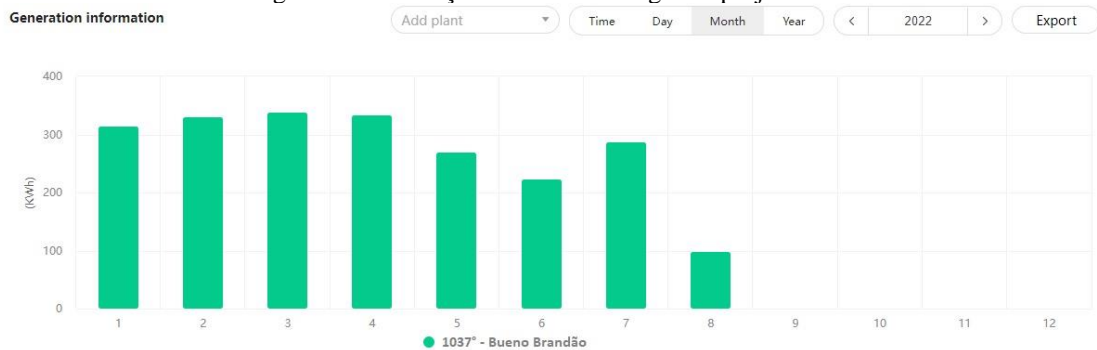 Generation information
Add plant
Time Day Month Year
2022
Export
400
300
200
100
0
(KWh)
1 2 3 4 5 6 7 8 9 10 11 12
1037° - Bueno Brandão